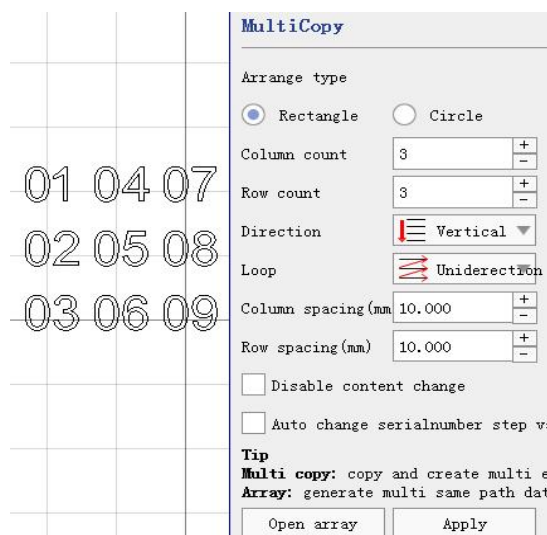 01 04 07
02 05 08
03 06 09
MultiCopy
Arrange type
Rectangle Circle
Column count 3 + -
Row count 3 + -
Direction Vertical
Loop Uniderection
Column spacing(mm 10.000 + -
Row spacing(mm) 10.000 + -
Disable content change
Auto change serialnumber step
Tip
Multi copy: copy and create multi
Array: generate multi same path
Open array Apply